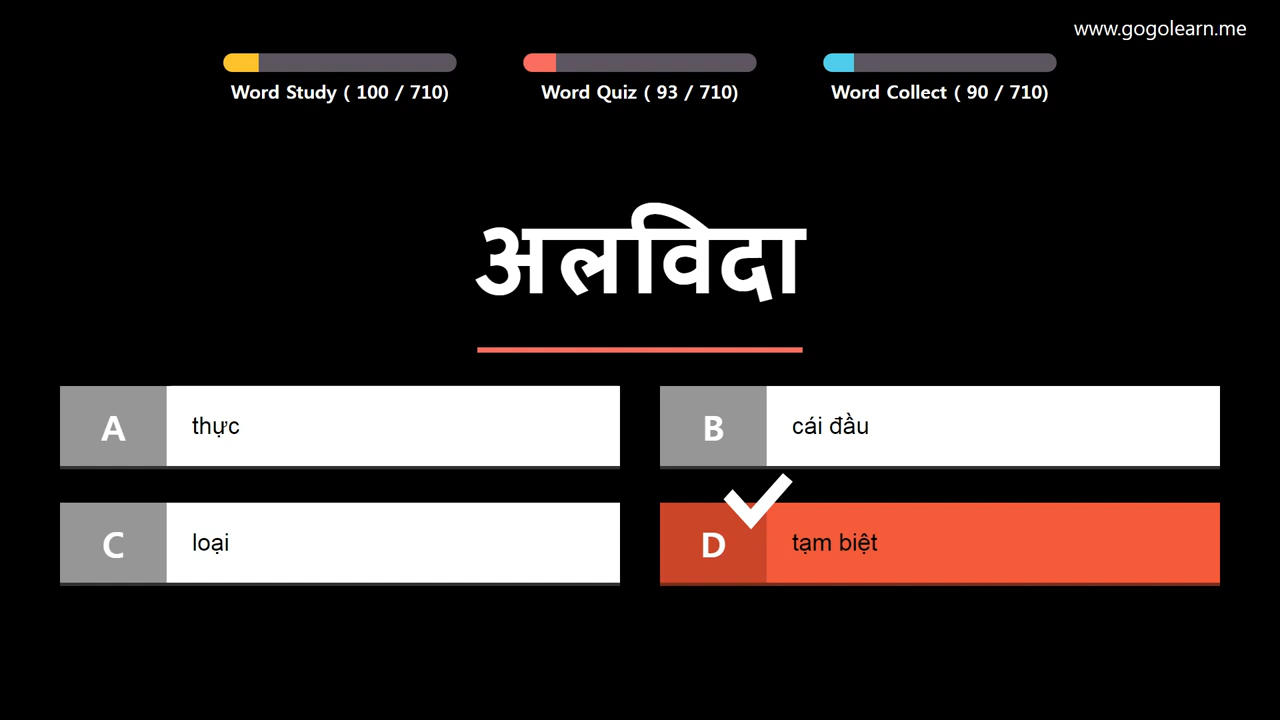 www.gogolearn.me
Word Study ( 100 / 710)
Word Quiz ( 93 / 710)
Word Collect ( 90 / 710)
अलविदा
A
thực
B
cái đầu
C
loại
D
tạm biệt